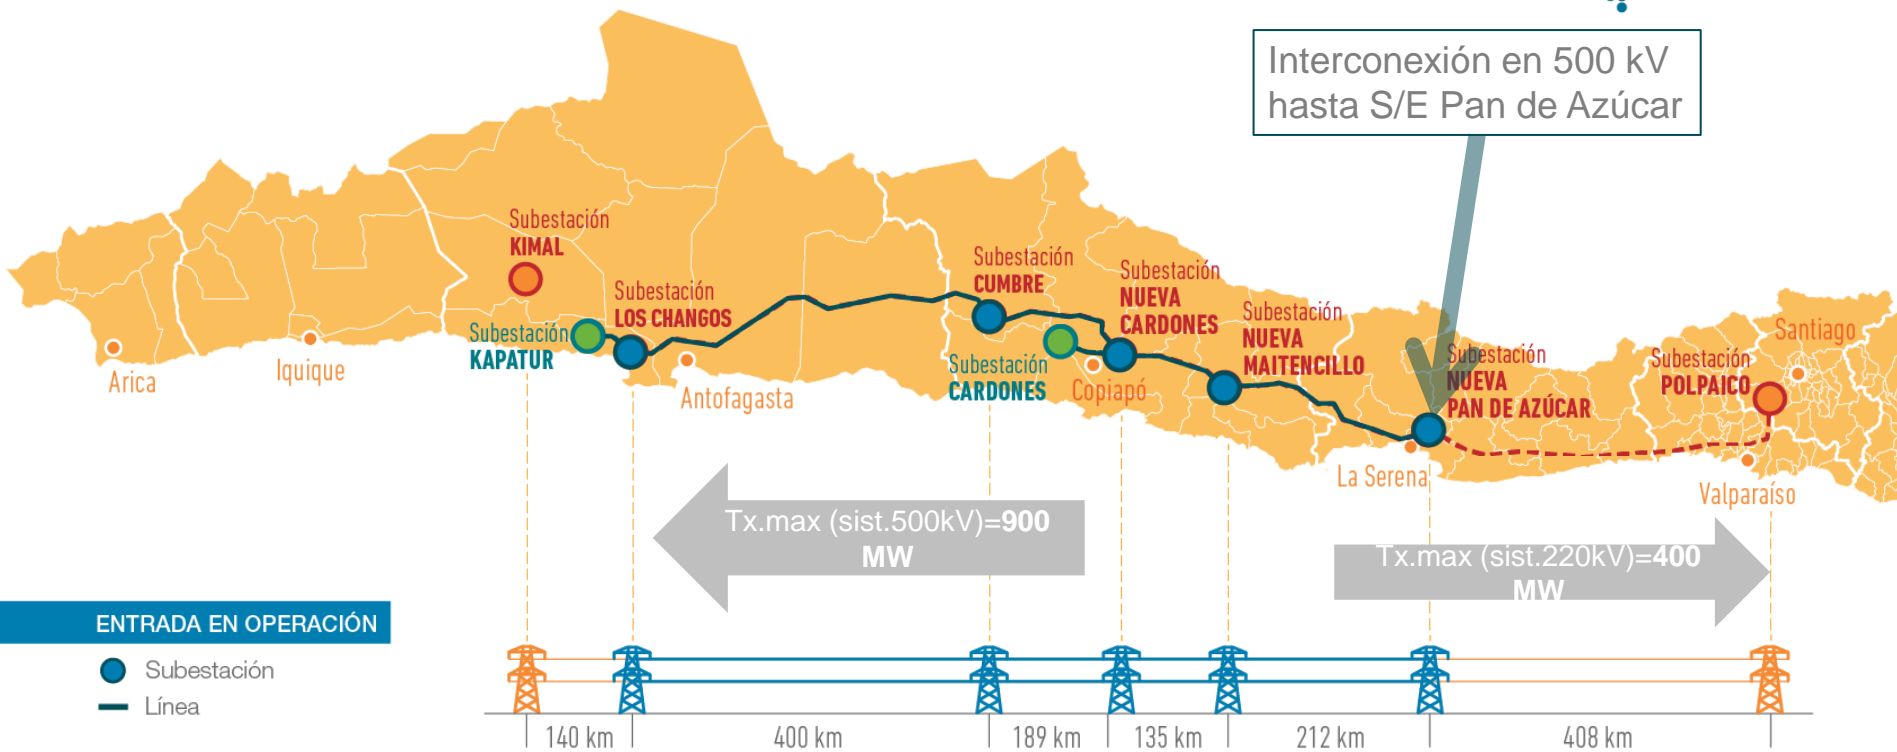 Interconexión en 500 kV
hasta S/E Pan de Azúcar
Subestación
KIMAL
Subestación
LOS CHANGOS
Subestación
KAPATUR
Subestación
CUMBRE
Subestación
CARDONES
Subestación
NUEVA
CARDONES
Subestación
NUEVA
MAITENCILLO
Subestación
NUEVA
PAN DE AZÚCAR
Subestación
POLPAICO
Santiago
Arica
Iquique
Antofagasta
Copiapó
La Serena
Valparaíso
Tx.max (sist.500kV)=900
MW
Tx.max (sist.220kV)=400
MW
ENTRADA EN OPERACIÓN
Subestación
Línea
140 km
400 km
189 km
135 km
212 km
408 km